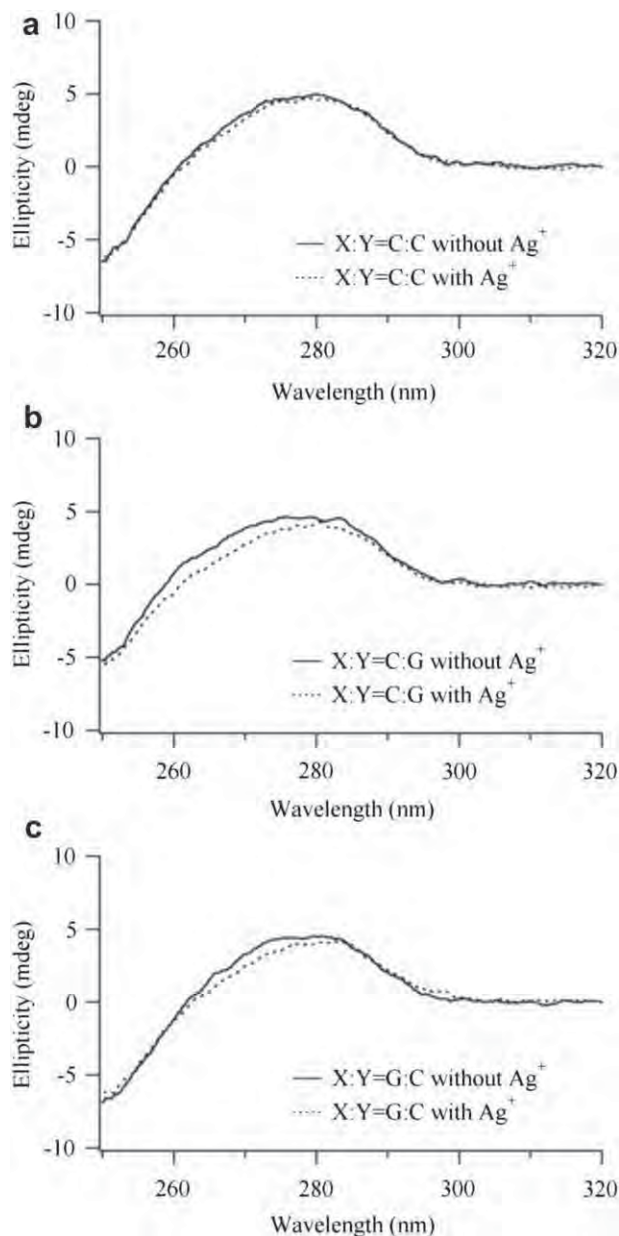 a
10
5
0
-5
-10
Ellipticity (mdeg)
X:Y=C:C without Ag+
X:Y=C:C with Ag+
260 280 300 320
Wavelength (nm)
b
10
5
0
-5
-10
Ellipticity (mdeg)
X:Y=C:G without Ag+
X:Y=C:G with Ag+
260 280 300 320
Wavelength (nm)
c
10
5
0
-5
-10
Ellipticity (mdeg)
X:Y=G:C without Ag+
X:Y=G:C with Ag+
260 280 300 320
Wavelength (nm)